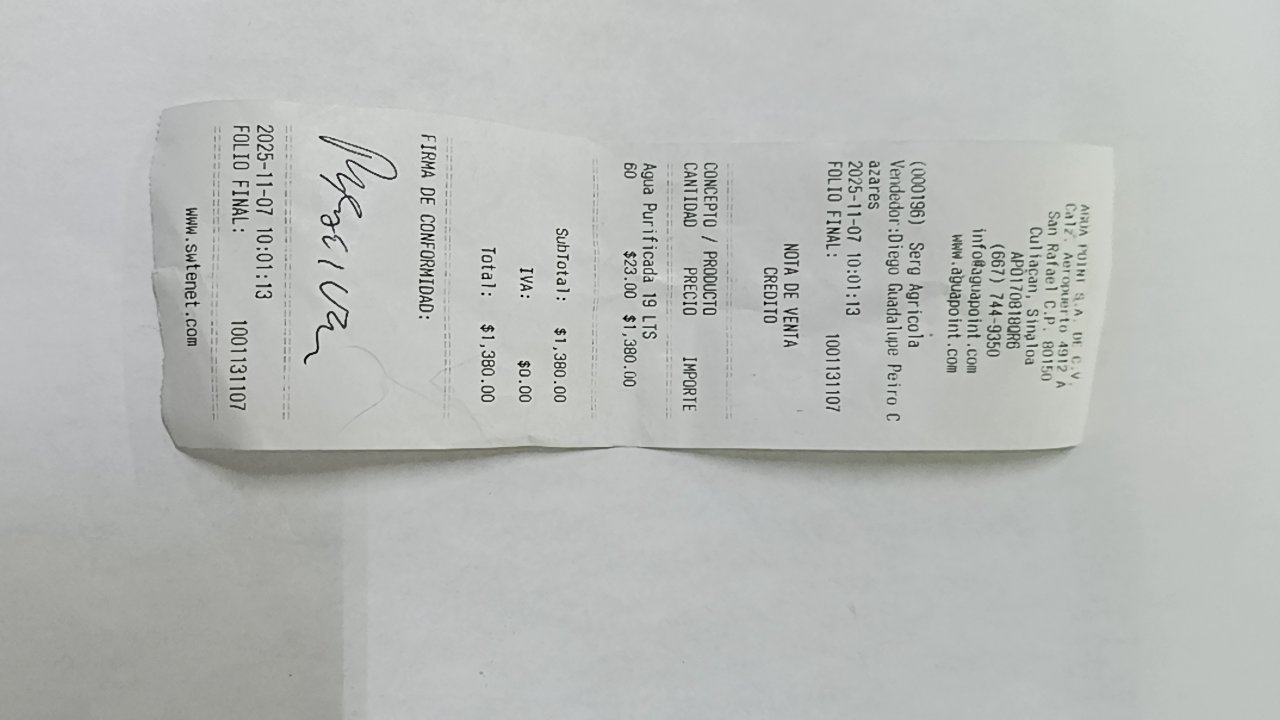 AGUA POINT S.A. DE C.V.
Calz. Aeropuerto 4912 A
San Rafael C.P. 80150
Culiacan, Sinaloa
APO170818QR6
(667) 744-9350
info@aguapoint.com
www.aguapoint.com
(000196) Serg Agricola
Vendedor:Diego Guadalupe Peiro C
azares
2025-11-07 10:01:13
FOLIO FINAL: 1001131107
NOTA DE VENTA
CREDITO
CONCEPTO / PRODUCTO
CANTIDAD PRECIO IMPORTE
Agua Purificada 19 LTS
60 $23.00 $1,380.00
SubTotal: $1,380.00
IVA: $0.00
Total: $1,380.00
FIRMA DE CONFORMIDAD:
2025-11-07 10:01:13
FOLIO FINAL: 1001131107
www.swtenet.com